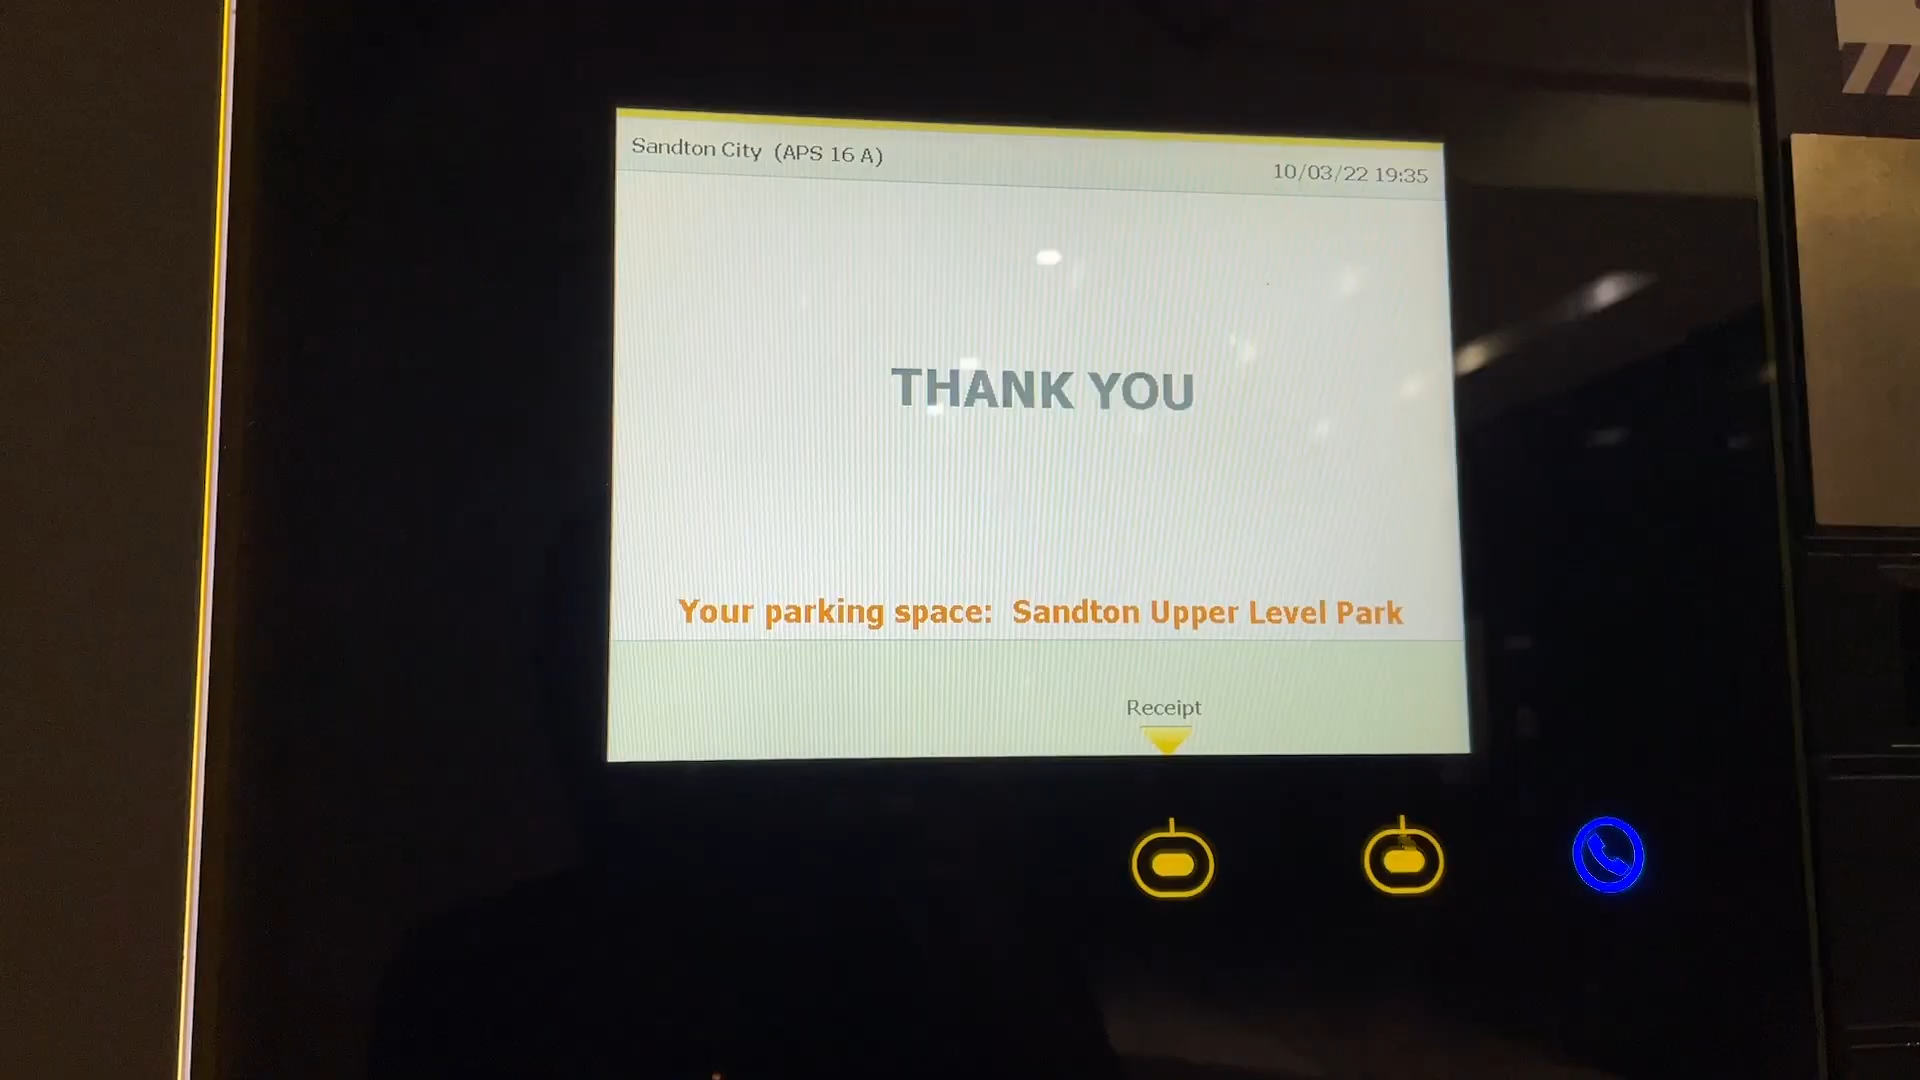 Sandton City (APS 16 A)
10/03/22 19:35
THANK YOU
Your parking space: Sandton Upper Level Park
Receipt